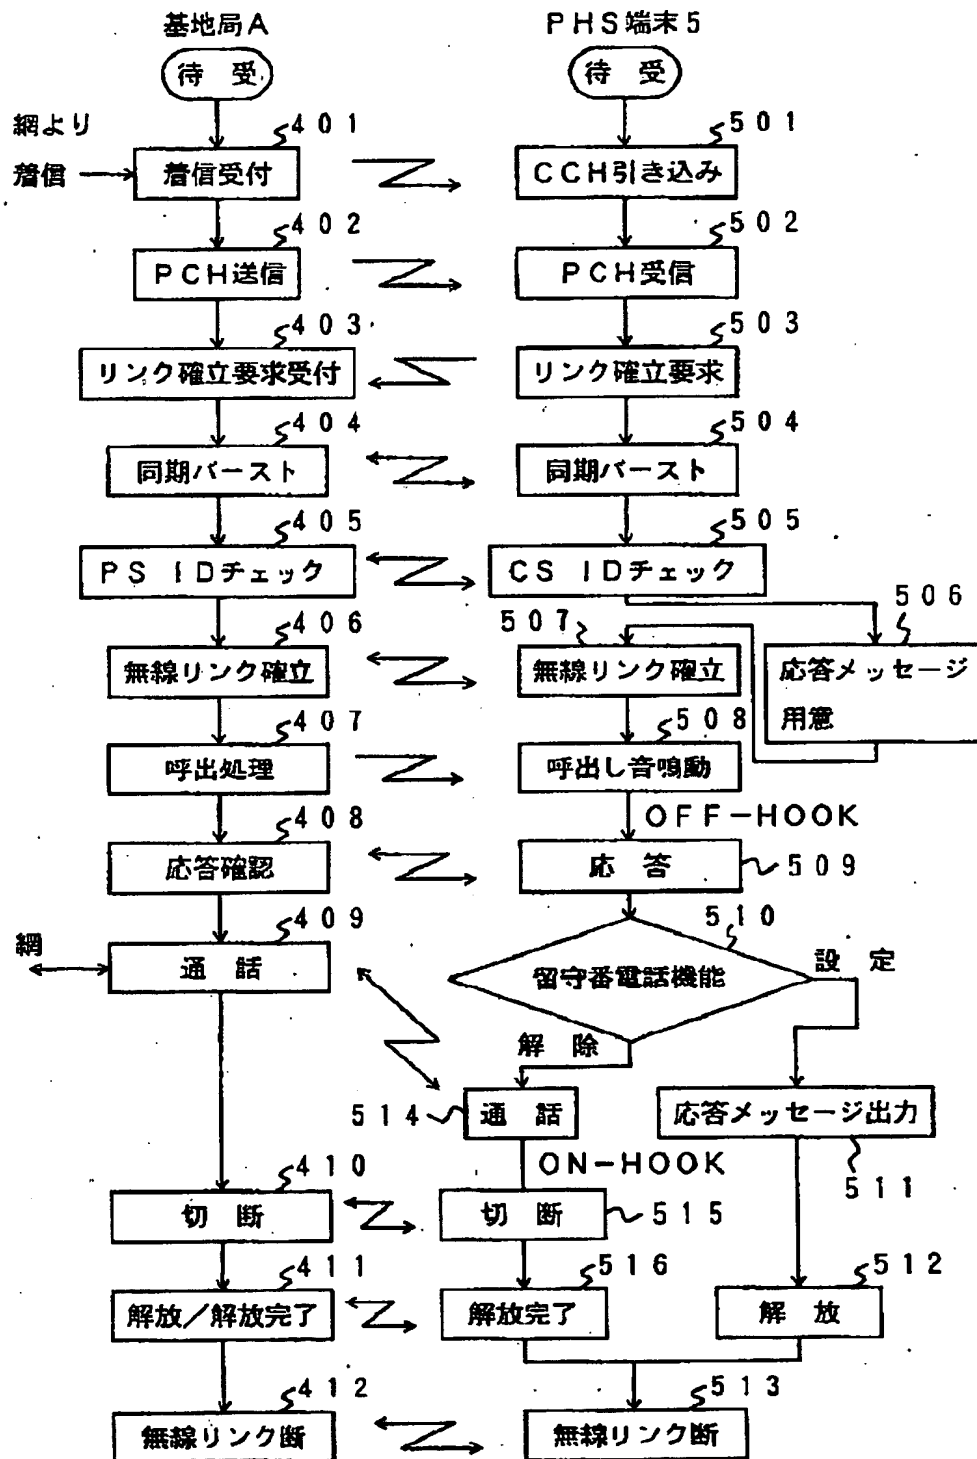 基地局A
PHS端末5
待 受
待 受
網より
着信
401
着信受付
501
CCH引き込み
402
PCH送信
502
PCH受信
403
リンク確立要求受付
503
リンク確立要求
404
同期バースト
504
同期バースト
405
PS IDチェック
505
CS IDチェック
506
応答メッセージ
用意
406
無線リンク確立
507
無線リンク確立
407
呼出処理
508
呼出し音鳴動
OFF-HOOK
408
応答確認
応 答
509
409
網
通 話
510
留守番電話機能
設 定
解 除
514
通 話
応答メッセージ出力
511
ON-HOOK
410
切 断
切 断
515
411
解放/解放完了
516
解放完了
512
解 放
412
無線リンク断
513
無線リンク断